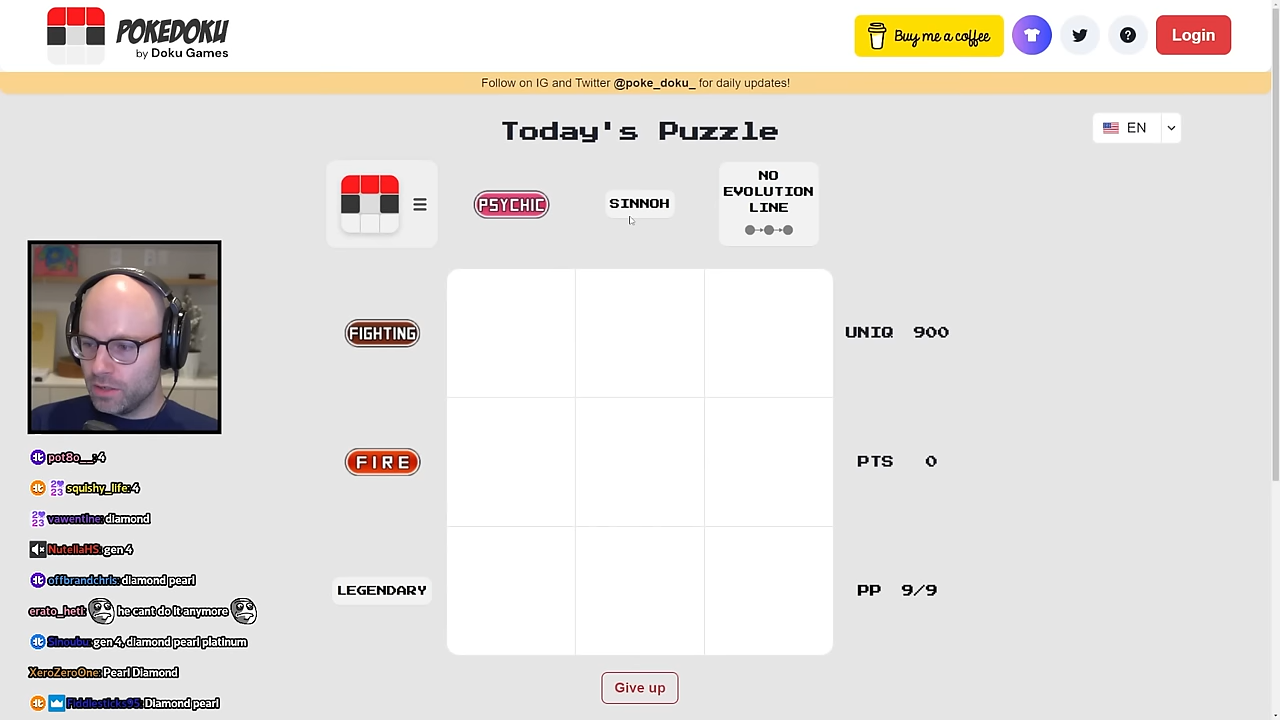 POKEDOKU
by Doku Games
Buy me a coffee
Login
Follow on IG and Twitter @poke_doku_ for daily updates!
Today's Puzzle
EN
PSYCHIC
SINNOH
NO
EVOLUTION
LINE
FIGHTING
UNIQ 900
FIRE
PTS 0
LEGENDARY
PP 9/9
Give up
pot8o__: 4
squishy_life: 4
vawentine: diamond
NutellaHS: gen 4
offbrandchris: diamond pearl
erato_heti: he cant do it anymore
Sinoubu: gen 4, diamond pearl platinum
XeroZeroOne: Pearl Diamond
Fiddlesticks95: Diamond pearl